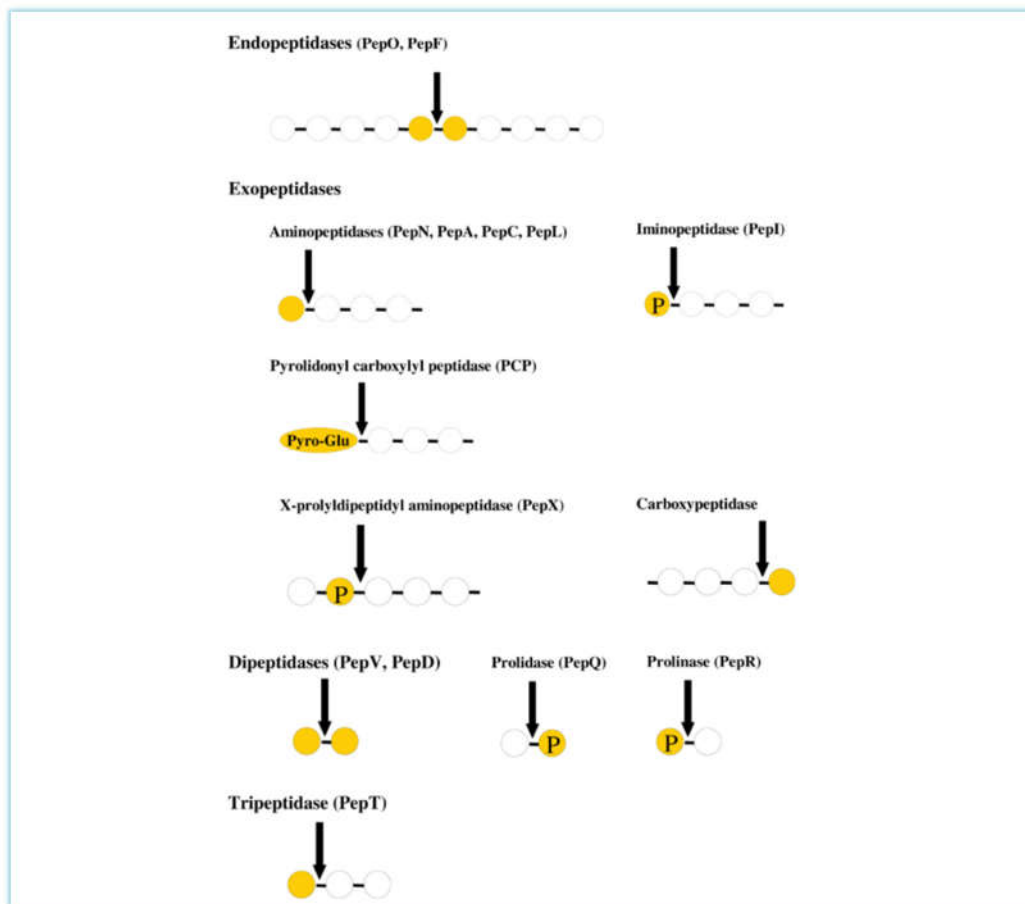 Endopeptidases (PepO, PepF)
Exopeptidases
Aminopeptidases (PepN, PepA, PepC, PepL)
Iminopeptidase (PepI)
P
Pyrolidonyl carboxylyl peptidase (PCP)
Pyro-Glu
X-prolyldipeptidyl aminopeptidase (PepX)
Carboxypeptidase
P
Dipeptidases (PepV, PepD)
Prolidase (PepQ)
Prolinase (PepR)
P
P
Tripeptidase (PepT)